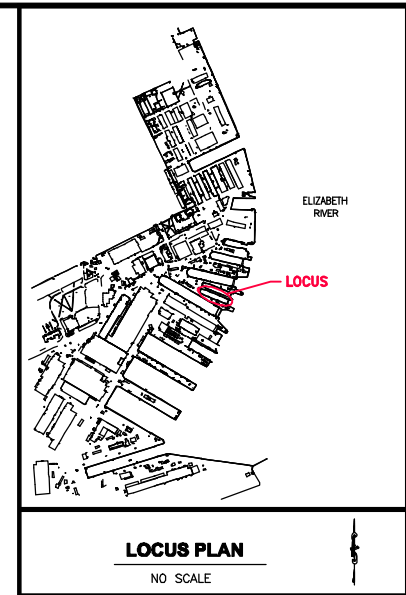 ELIZABETH
RIVER
LOCUS
LOCUS PLAN
NO SCALE